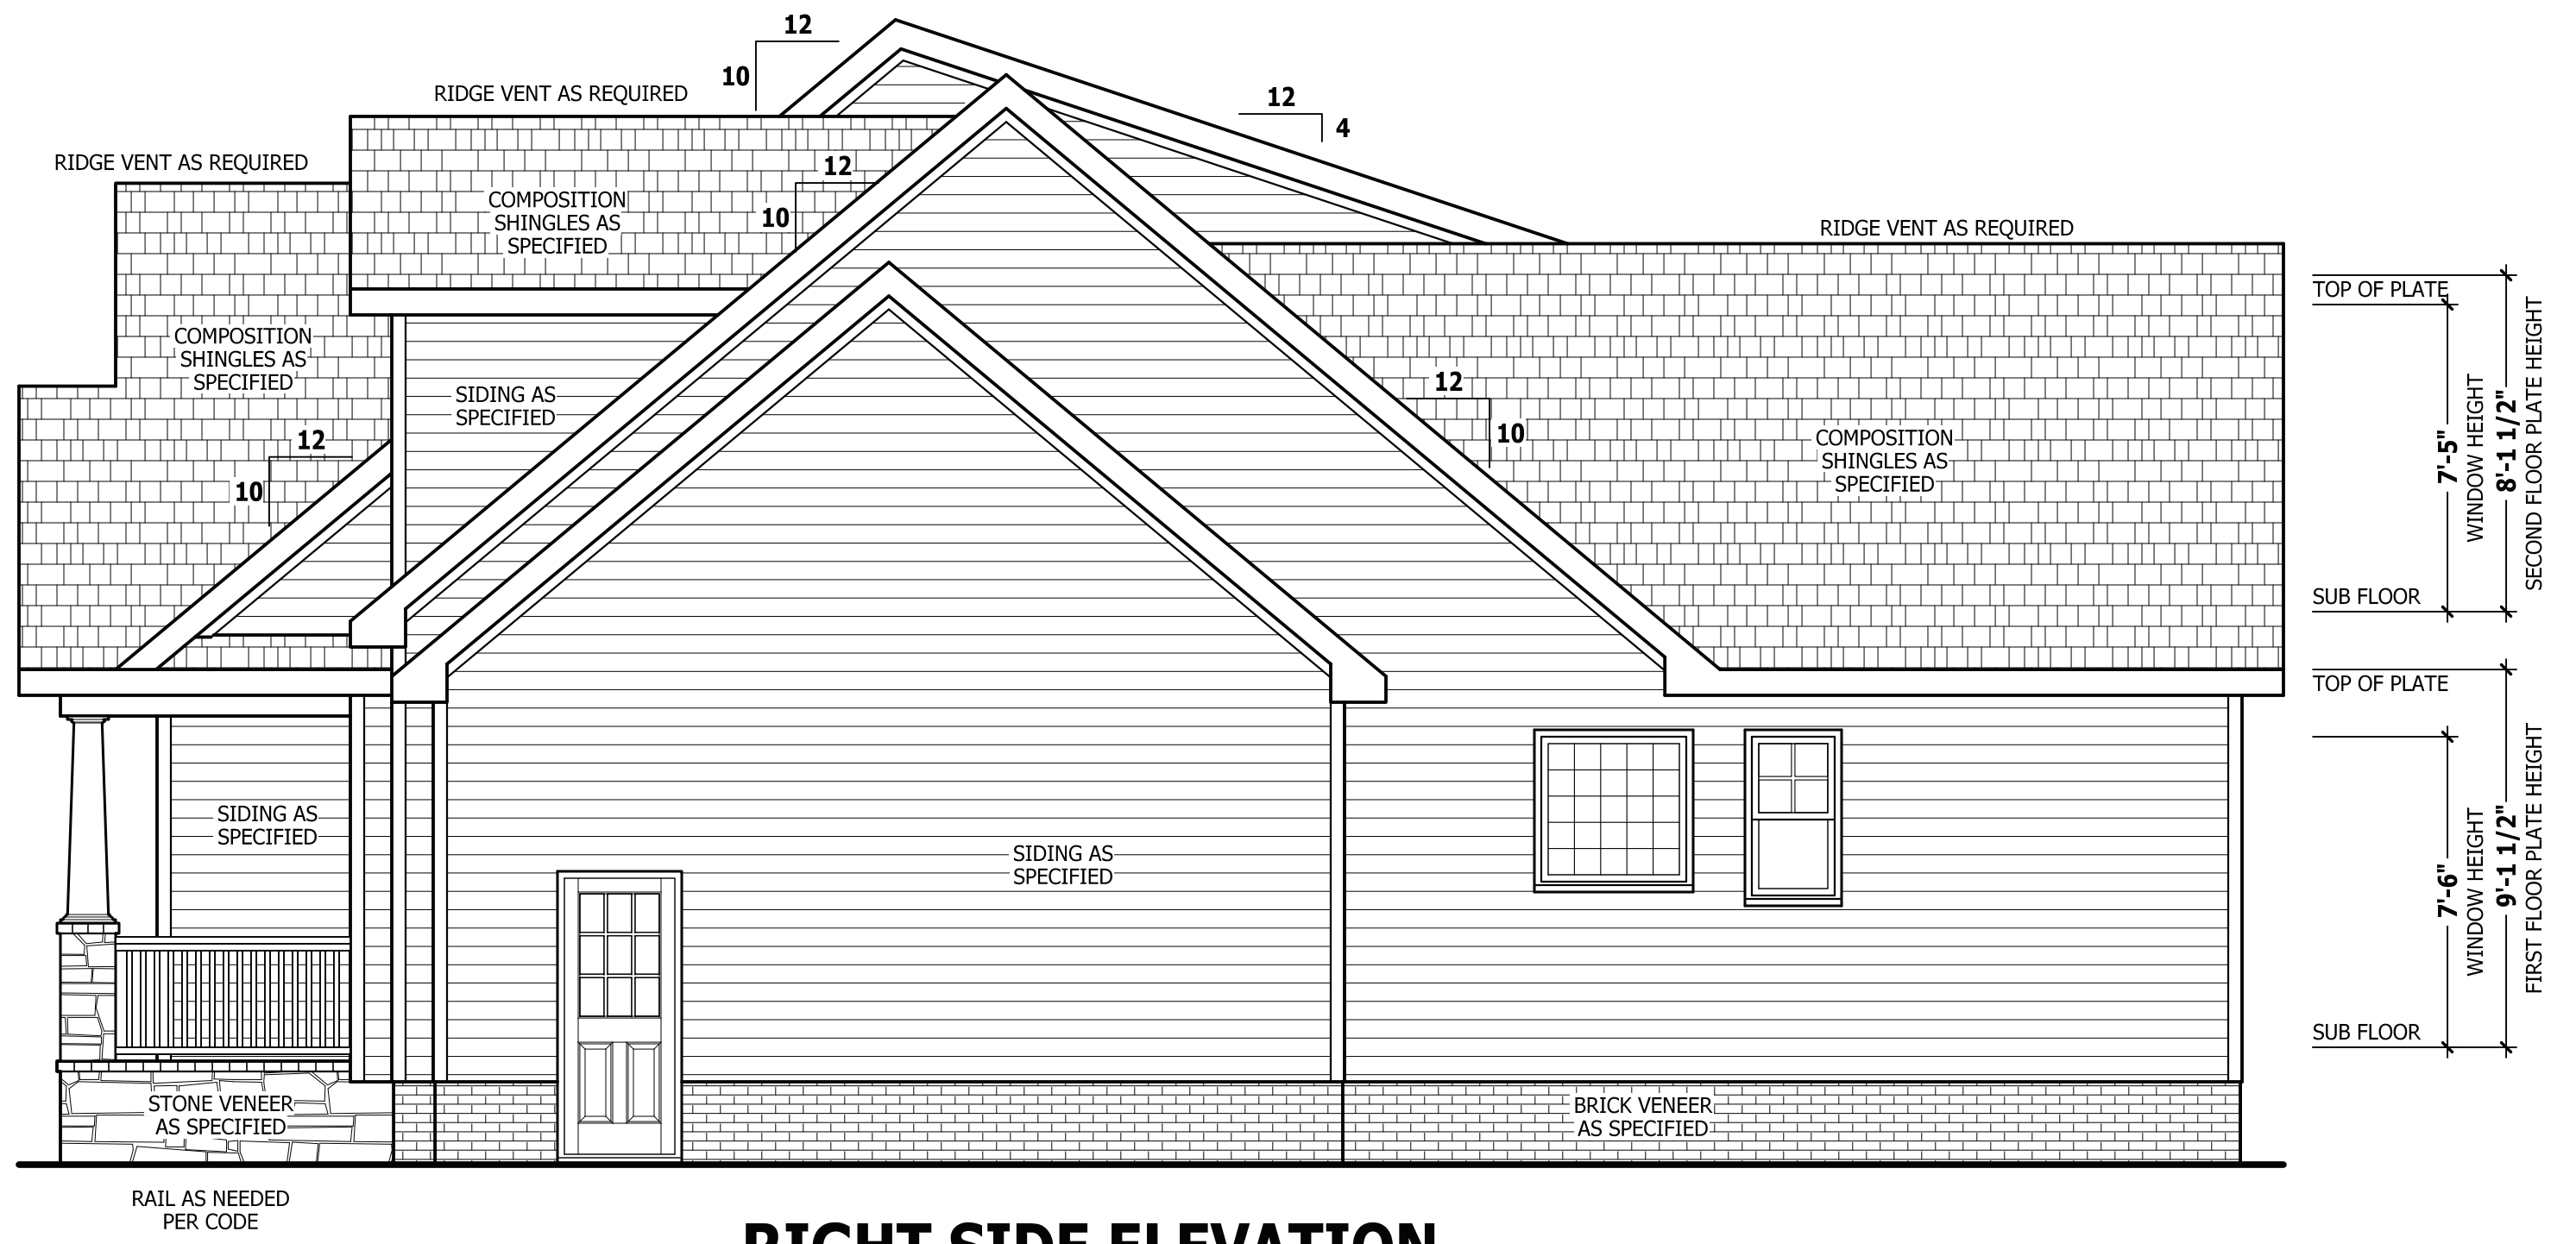 12
10
RIDGE VENT AS REQUIRED
12
4
RIDGE VENT AS REQUIRED
12
10
COMPOSITION
SHINGLES AS
SPECIFIED
RIDGE VENT AS REQUIRED
TOP OF PLATE
COMPOSITION
SHINGLES AS
SPECIFIED
SIDING AS
SPECIFIED
12
10
12
10
COMPOSITION
SHINGLES AS
SPECIFIED
7'-5"
WINDOW HEIGHT
8'-1 1/2"
SECOND FLOOR PLATE HEIGHT
SUB FLOOR
TOP OF PLATE
SIDING AS
SPECIFIED
SIDING AS
SPECIFIED
7'-6"
WINDOW HEIGHT
9'-1 1/2"
FIRST FLOOR PLATE HEIGHT
SUB FLOOR
STONE VENEER
AS SPECIFIED
BRICK VENEER
AS SPECIFIED
RAIL AS NEEDED
PER CODE
RIGHT SIDE ELEVATION